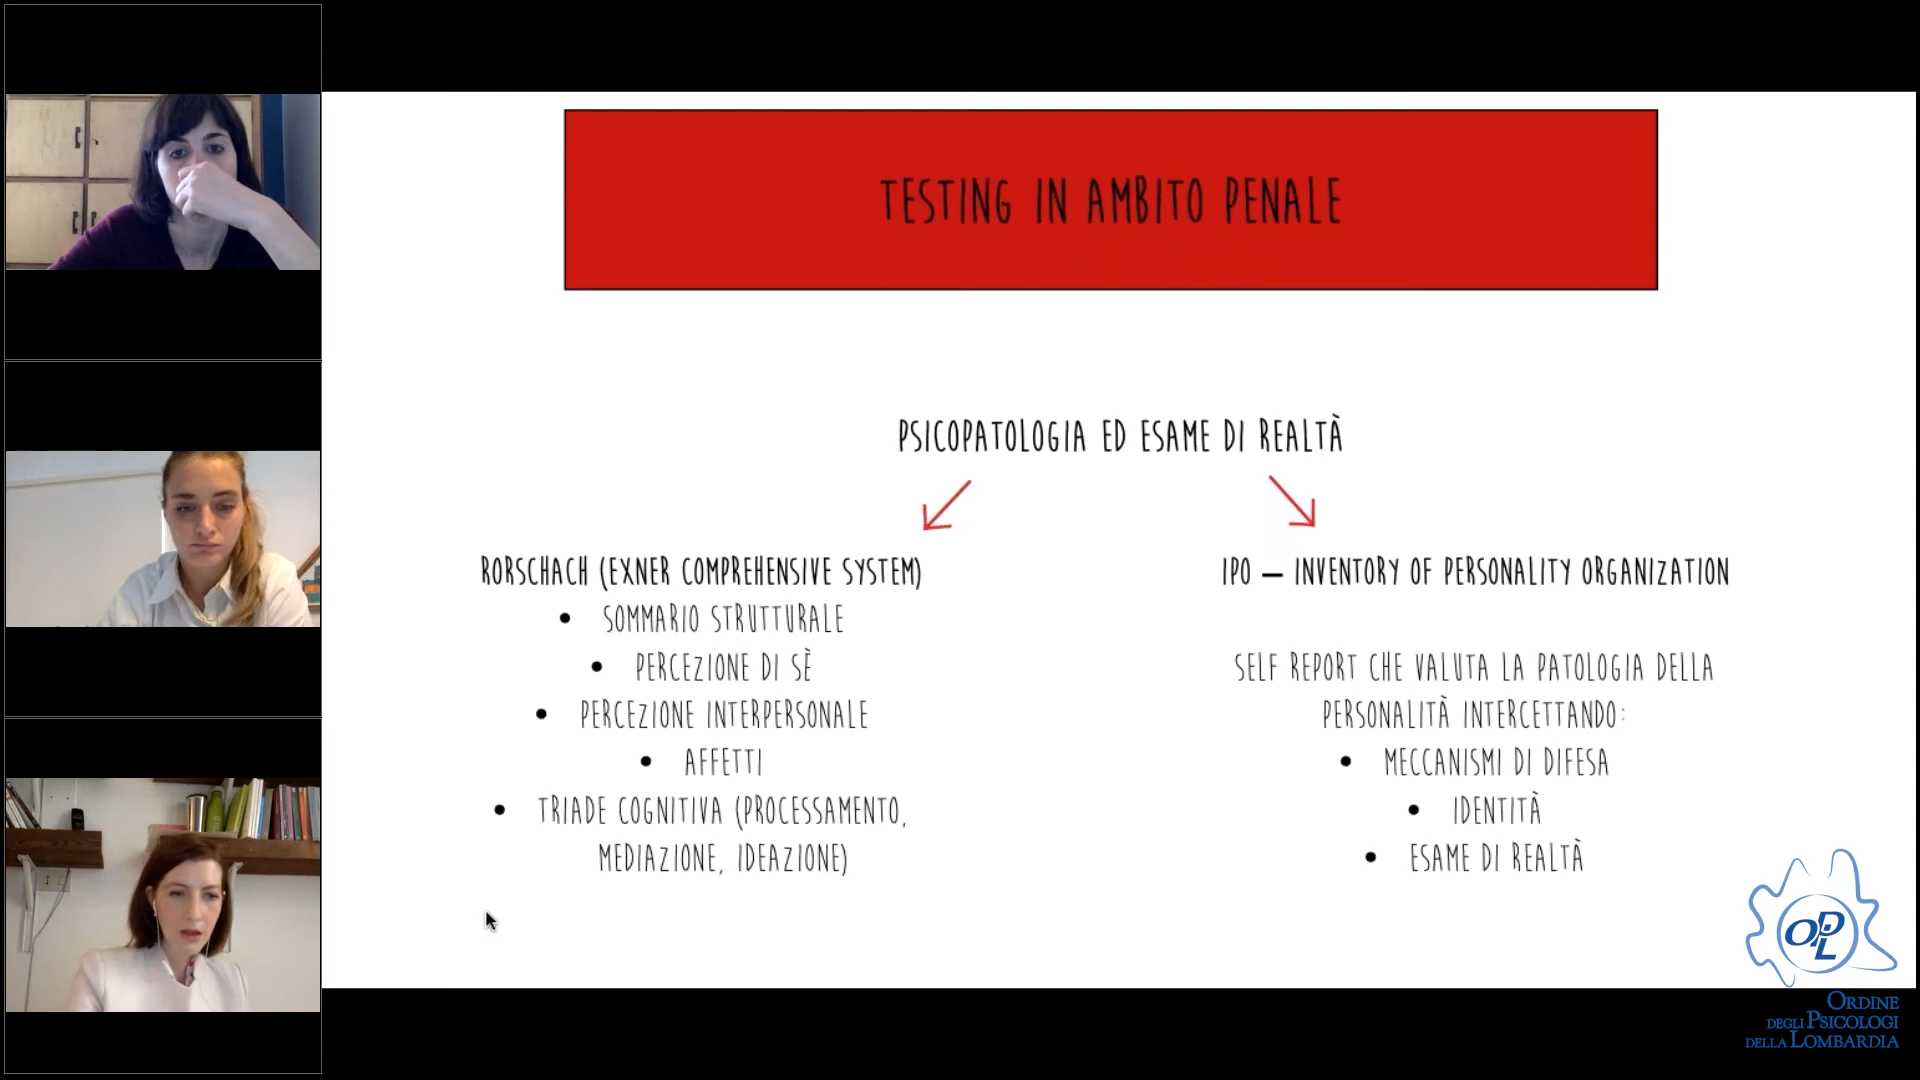 TESTING IN AMBITO PENALE
PSICOPATOLOGIA ED ESAME DI REALTÀ
RORSCHACH (EXNER COMPREHENSIVE SYSTEM)
• SOMMARIO STRUTTURALE
• PERCEZIONE DI SÈ
• PERCEZIONE INTERPERSONALE
• AFFETTI
• TRIADE COGNITIVA (PROCESSAMENTO,
MEDIAZIONE, IDEAZIONE)
IPO – INVENTORY OF PERSONALITY ORGANIZATION
SELF REPORT CHE VALUTA LA PATOLOGIA DELLA
PERSONALITÀ INTERCETTANDO:
• MECCANISMI DI DIFESA
• IDENTITÀ
• ESAME DI REALTÀ
OPL
ORDINE
DEGLI PSICOLOGI
DELLA LOMBARDIA